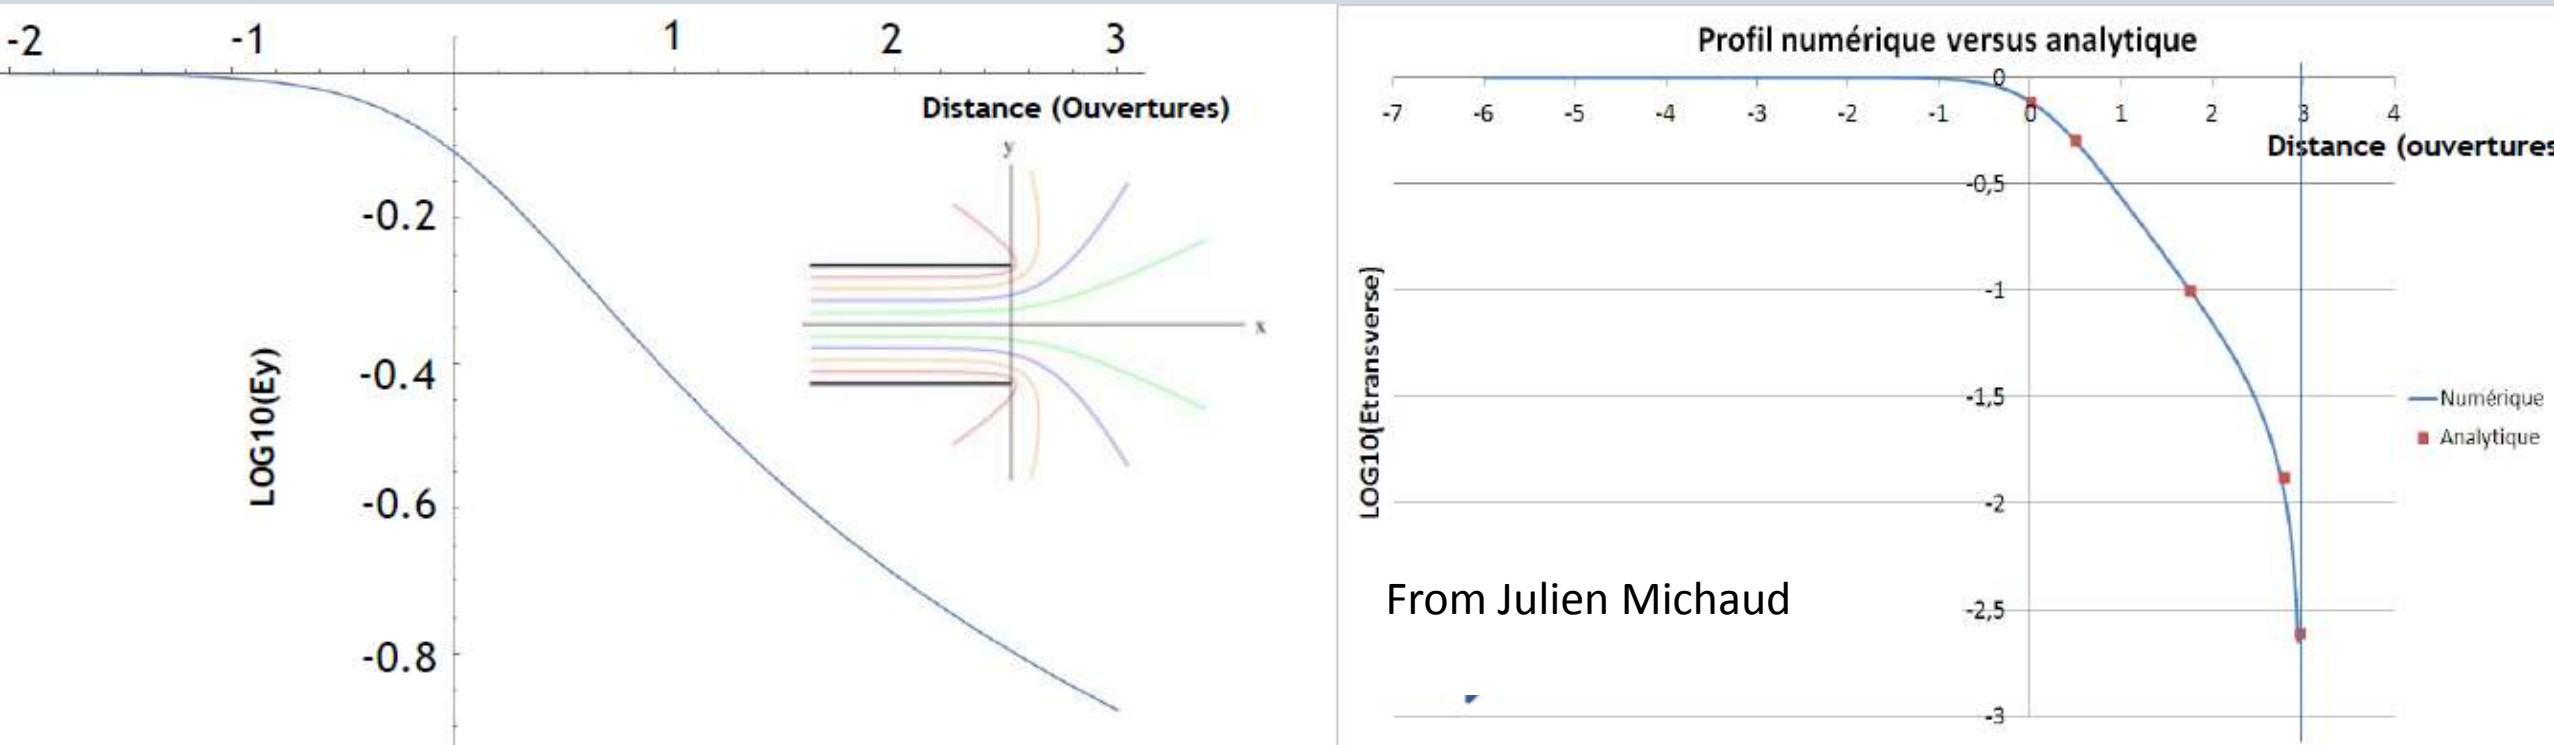 -2 -1 1 2 3
Distance (Ouvertures)
y
-0.2
x
-0.4
LOG10(Ey)
-0.6
-0.8
Profil numérique versus analytique
0
-7 -6 -5 -4 -3 -2 -1 0 1 2 3 4
Distance (ouvertures
-0,5
-1
LOG10(Etransverse)
-1,5
Numérique
Analytique
-2
From Julien Michaud
-2,5
-3